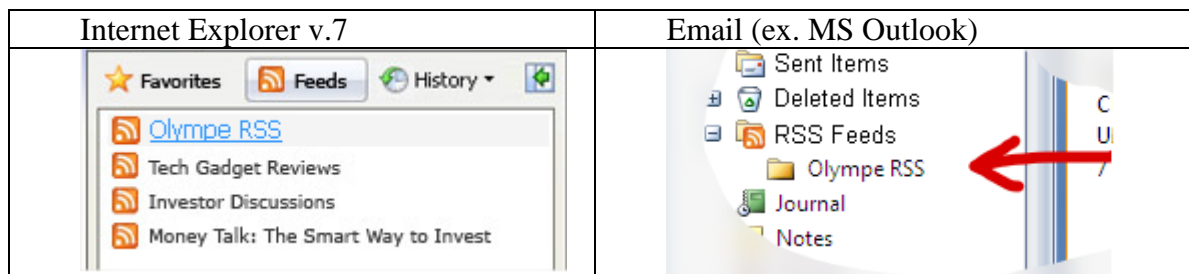 Internet Explorer v.7
Email (ex. MS Outlook)
Favorites Feeds History
Olympe RSS
Tech Gadget Reviews
Investor Discussions
Money Talk: The Smart Way to Invest
Sent Items
Deleted Items
RSS Feeds
Olympe RSS
Journal
Notes
C
U
/